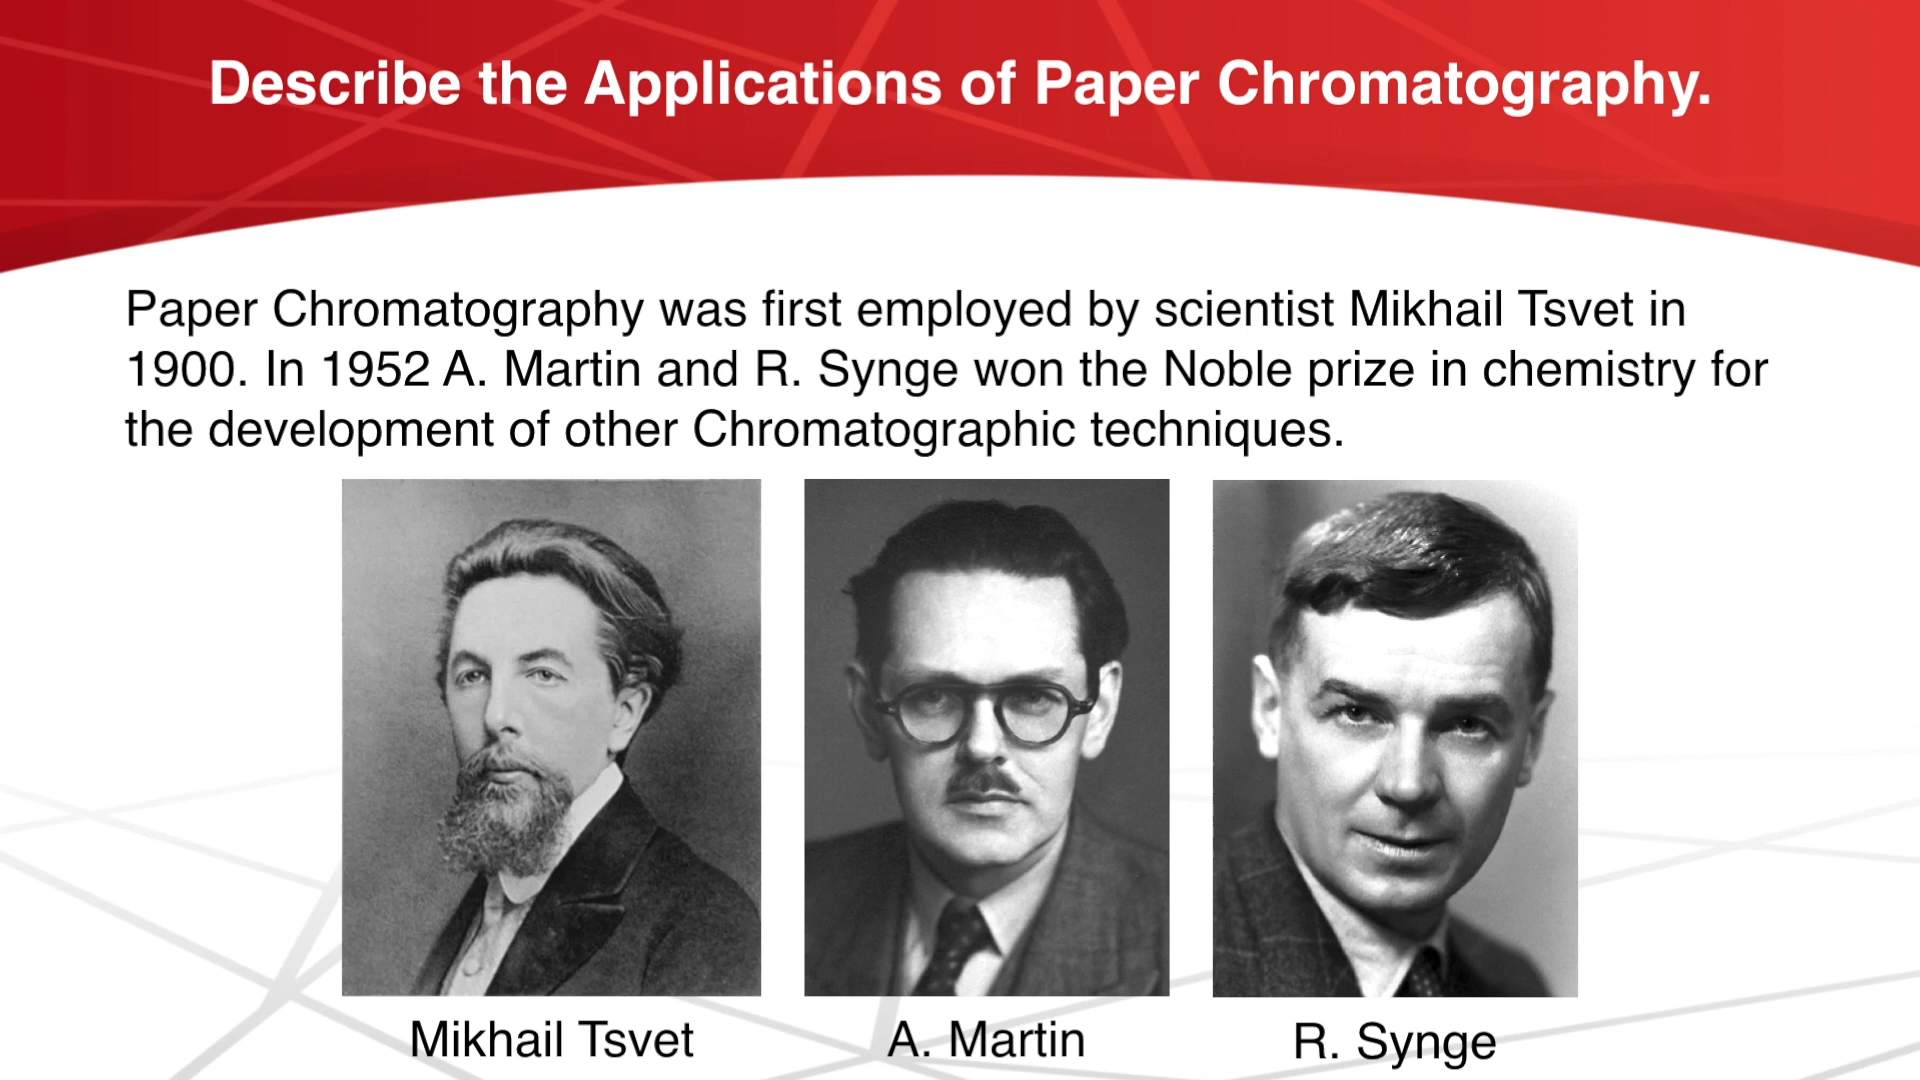 Describe the Applications of Paper Chromatography.
Paper Chromatography was first employed by scientist Mikhail Tsvet in
1900. In 1952 A. Martin and R. Synge won the Noble prize in chemistry for
the development of other Chromatographic techniques.
Mikhail Tsvet
A. Martin
R. Synge